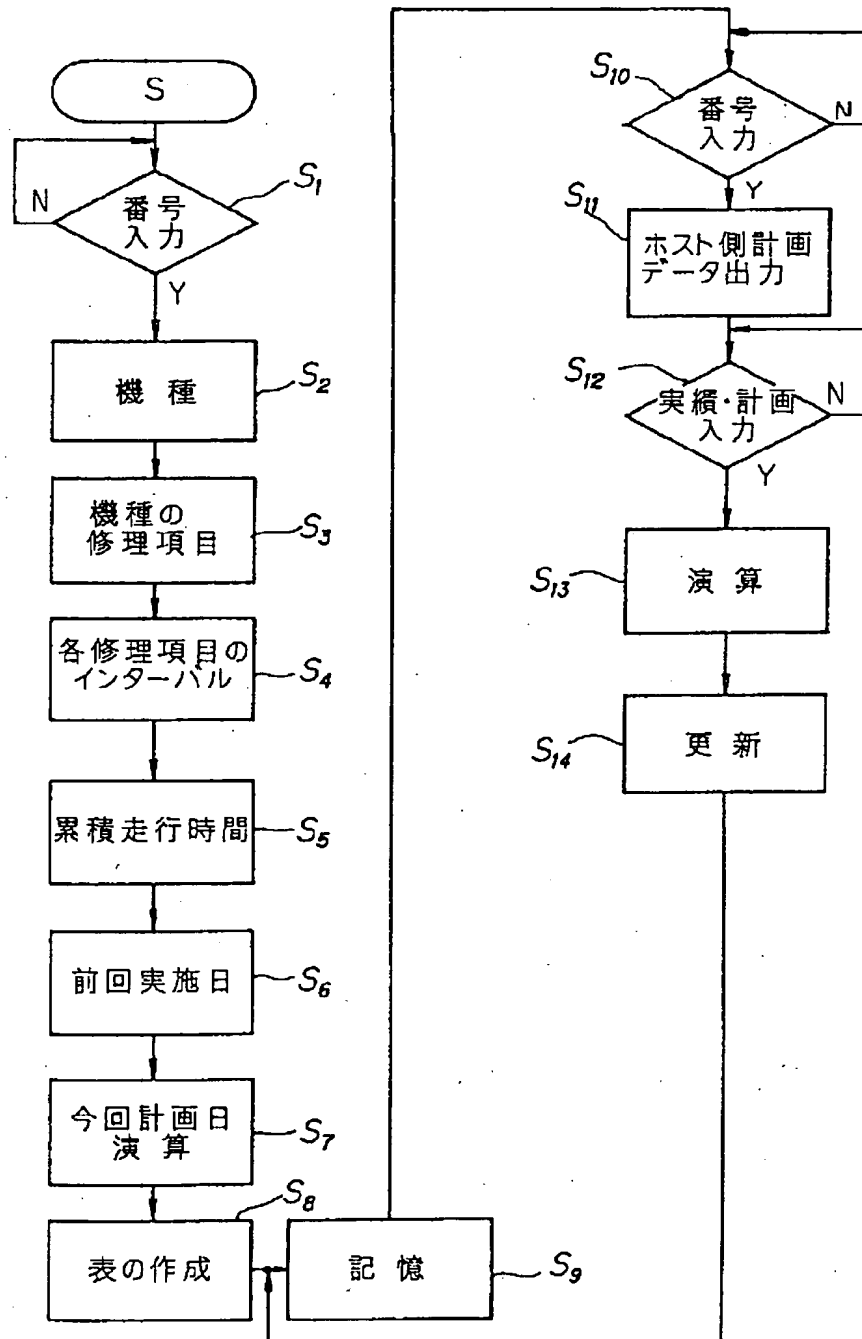 S
番号
入力
S1
N
Y
機種
S2
機種の
修理項目
S3
各修理項目の
インターバル
S4
累積走行時間
S5
前回実施日
S6
今回計画日
演算
S7
S8
表の作成
記憶
S9
S10
番号
入力
N
Y
S11
ホスト側計画
データ出力
S12
実績・計画
入力
N
Y
S13
演算
S14
更新